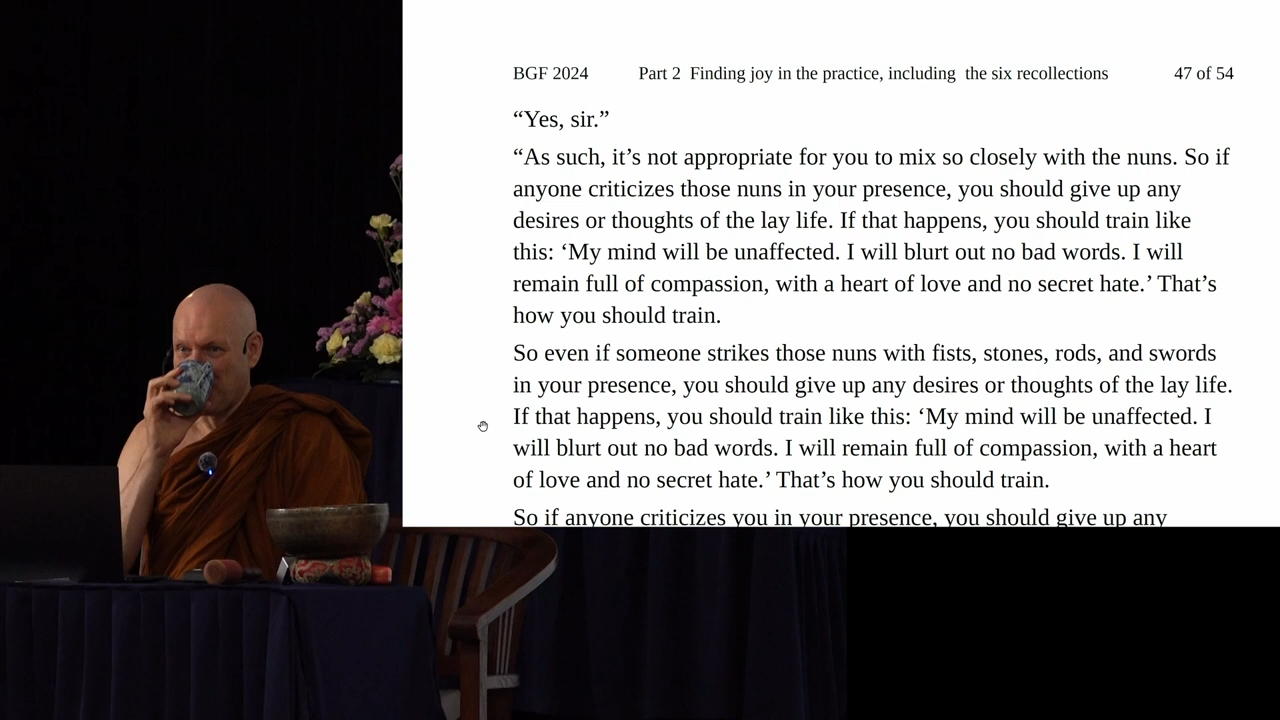 BGF 2024 Part 2 Finding joy in the practice, including the six recollections 47 of 54
“Yes, sir.”
“As such, it’s not appropriate for you to mix so closely with the nuns. So if
anyone criticizes those nuns in your presence, you should give up any
desires or thoughts of the lay life. If that happens, you should train like
this: ‘My mind will be unaffected. I will blurt out no bad words. I will
remain full of compassion, with a heart of love and no secret hate.’ That’s
how you should train.
So even if someone strikes those nuns with fists, stones, rods, and swords
in your presence, you should give up any desires or thoughts of the lay life.
If that happens, you should train like this: ‘My mind will be unaffected. I
will blurt out no bad words. I will remain full of compassion, with a heart
of love and no secret hate.’ That’s how you should train.
So if anyone criticizes you in your presence, you should give up any